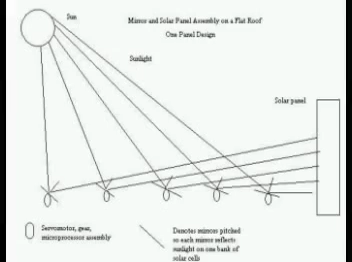 Sun
Mirror and Solar Panel Assembly on a Flat Roof
One Panel Design
Sunlight
Solar panel
Servomotor, gear,
microprocessor assembly
Denotes mirrors pitched
so each mirror reflects
sunlight on one bank of
solar cells